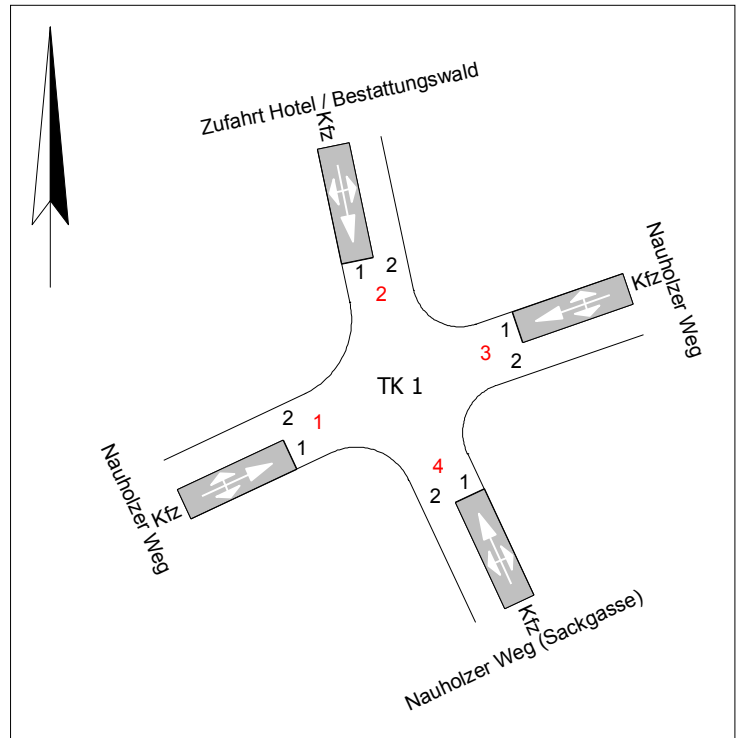 Zufahrt Hotel / Bestattungswald
Kfz
1 2
2
Nauholzer Weg
Kfz
1
3
2
TK 1
2
1
1
Nauholzer Weg
Kfz
4
2 1
Kfz
Nauholzer Weg (Sackgasse)